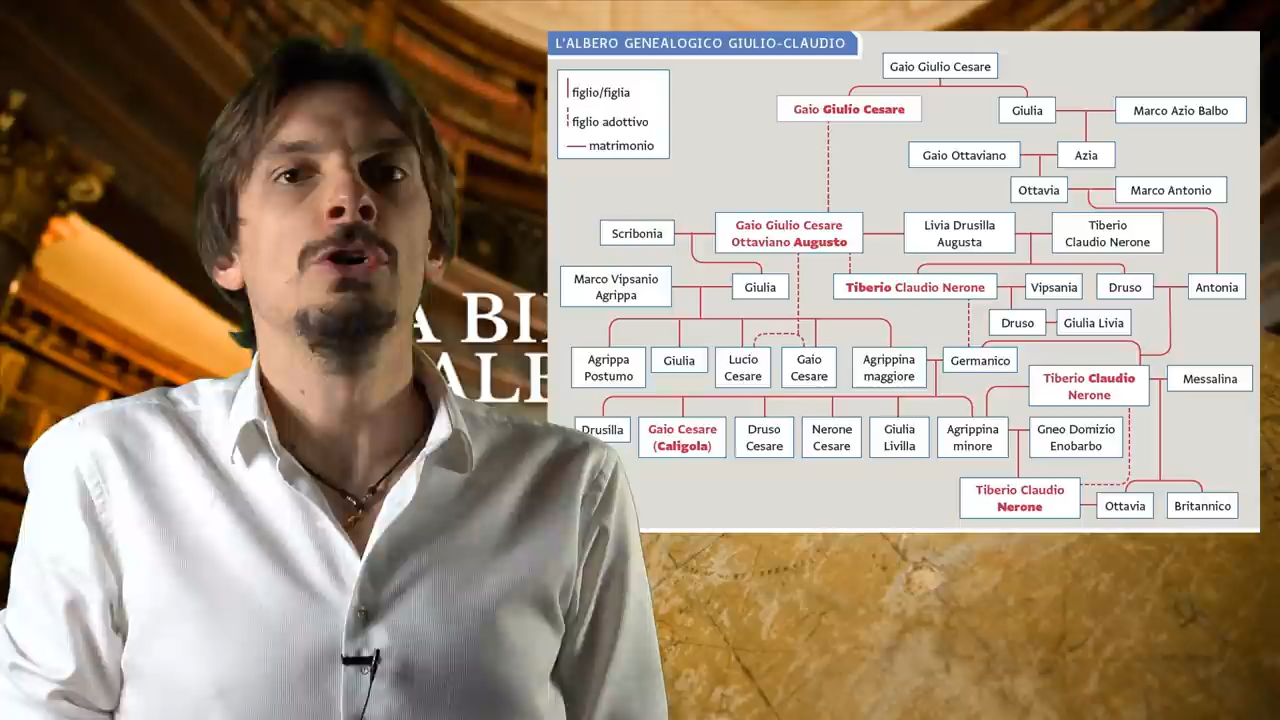 L'ALBERO GENEALOGICO GIULIO-CLAUDIO
figlio/figlia
figlio adottivo
matrimonio
Gaio Giulio Cesare
Gaio Giulio Cesare
Giulia
Marco Azio Balbo
Gaio Ottaviano
Azia
Ottavia
Marco Antonio
Scribonia
Gaio Giulio Cesare
Ottaviano Augusto
Livia Drusilla
Augusta
Tiberio
Claudio Nerone
Marco Vipsanio
Agrippa
Giulia
Tiberio Claudio Nerone
Vipsania
Druso
Antonia
Druso
Giulia Livia
Agrippa
Postumo
Giulia
Lucio
Cesare
Gaio
Cesare
Agrippina
maggiore
Germanico
Tiberio Claudio
Nerone
Messalina
Drusilla
Gaio Cesare
(Caligola)
Druso
Cesare
Nerone
Cesare
Giulia
Livilla
Agrippina
minore
Gneo Domizio
Enobarbo
Tiberio Claudio
Nerone
Ottavia
Britannico